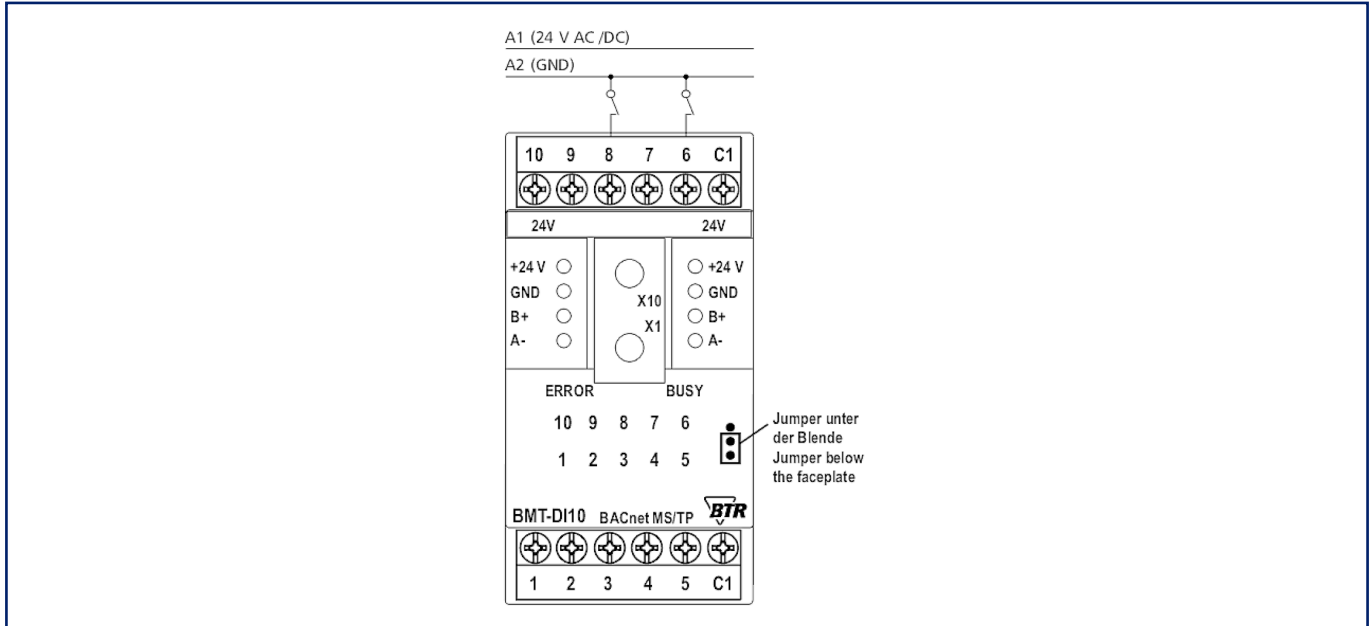 A1 (24 V AC /DC)
A2 (GND)
10 9 8 7 6 C1
24V 24V
+24 V +24 V
GND GND
X10
B+ B+
X1
A- A-
ERROR BUSY
10 9 8 7 6
1 2 3 4 5
Jumper unter
der Blende
Jumper below
the faceplate
BMT-DI10 BACnet MS/TP BTR
1 2 3 4 5 C1